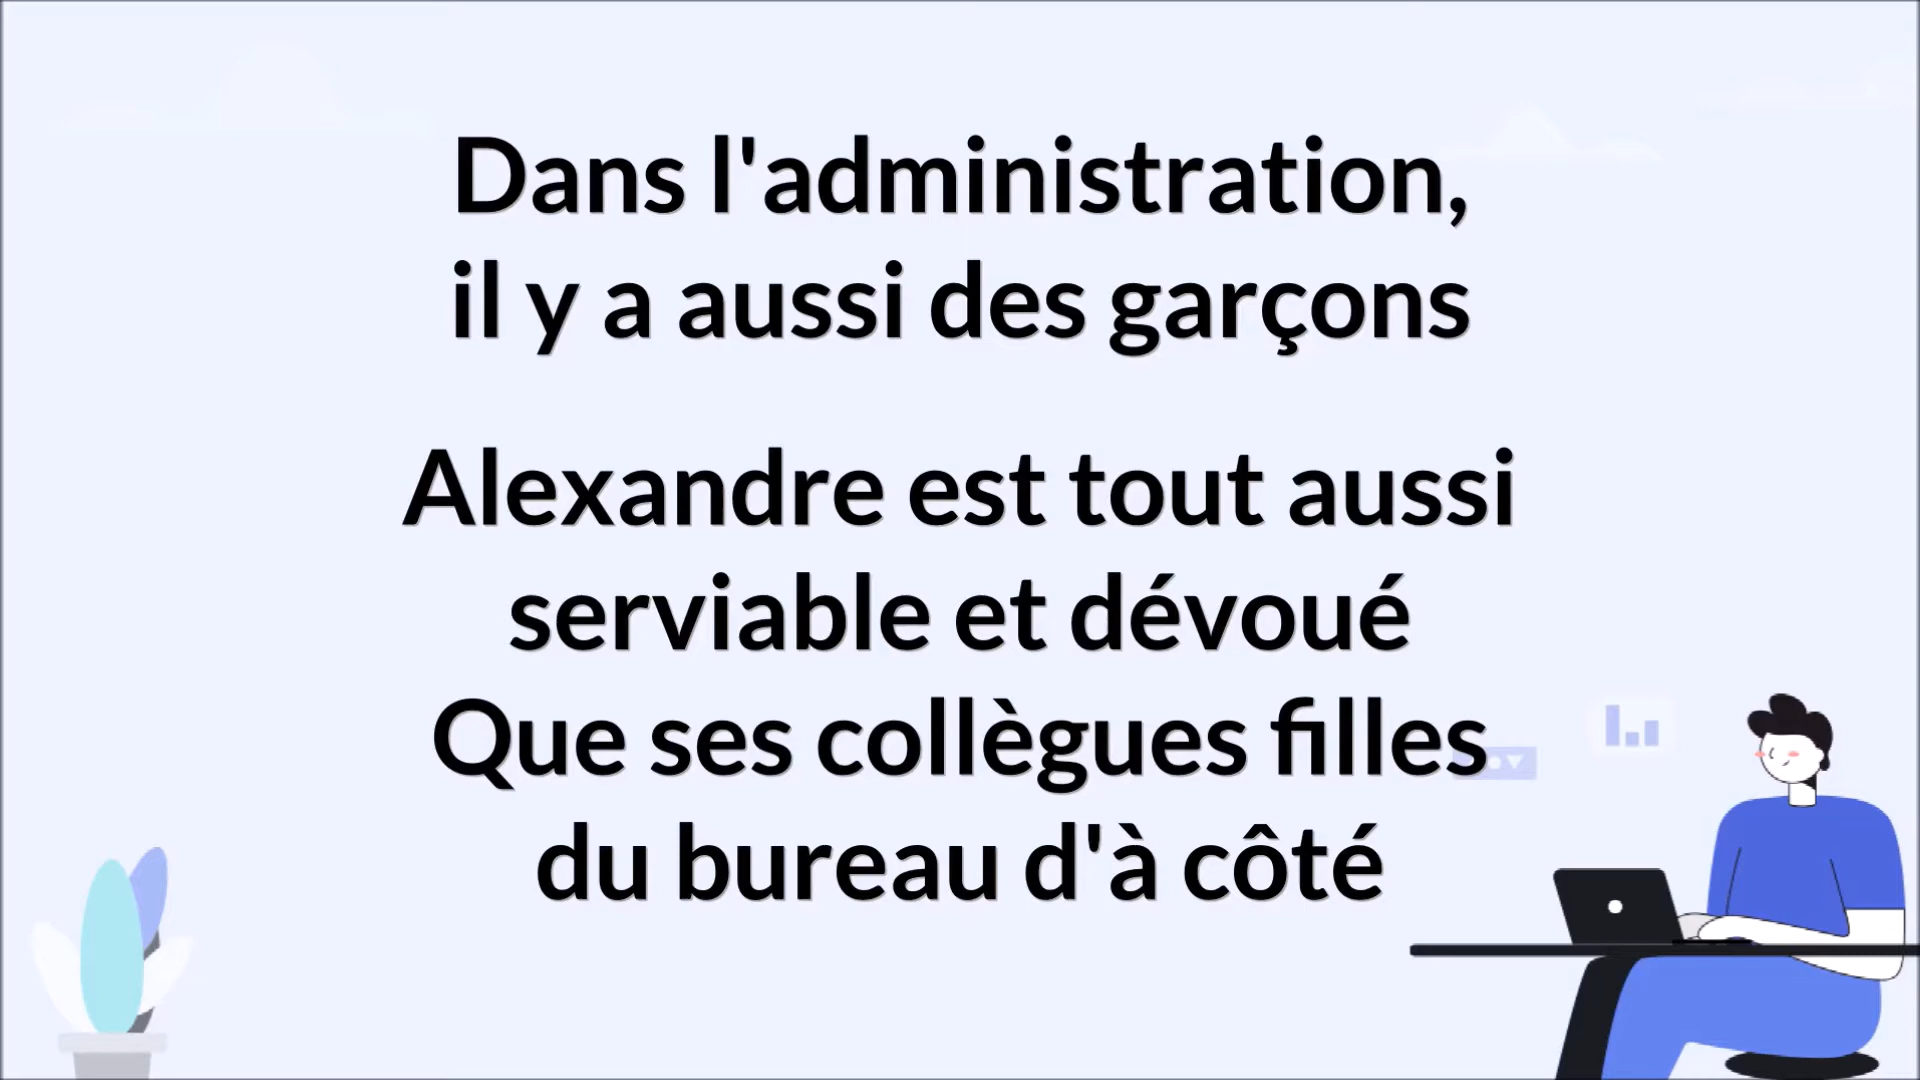 Dans l'administration,
il y a aussi des garçons
Alexandre est tout aussi
serviable et dévoué
Que ses collègues filles
du bureau d'à côté